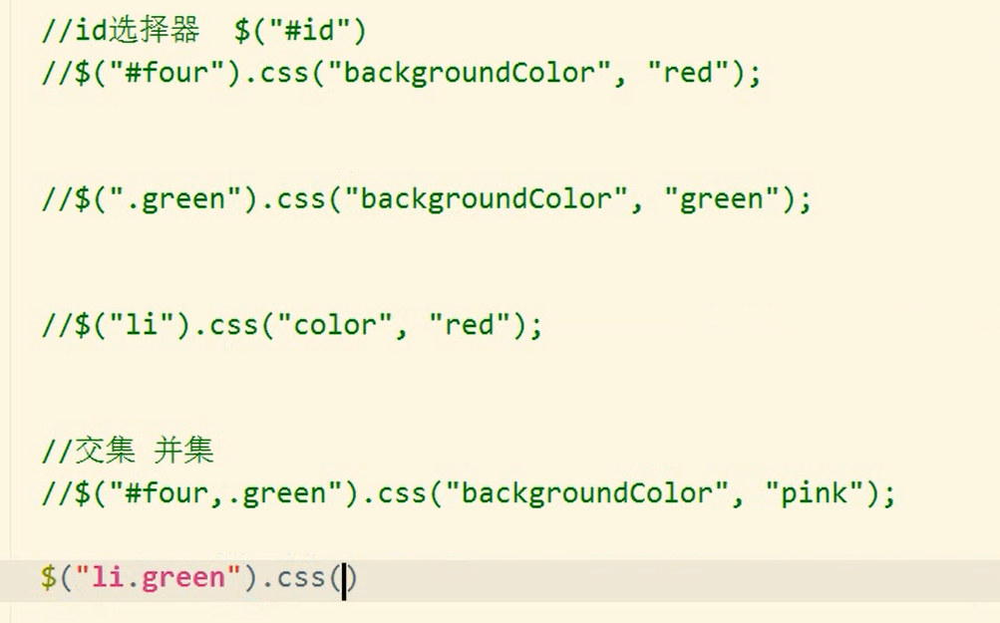 //id选择器  $("#id")
//$("#four").css("backgroundColor", "red");
//$(".green").css("backgroundColor", "green");
//$("li").css("color", "red");
//交集 并集
//$("#four,.green").css("backgroundColor", "pink");
$("li.green").css()